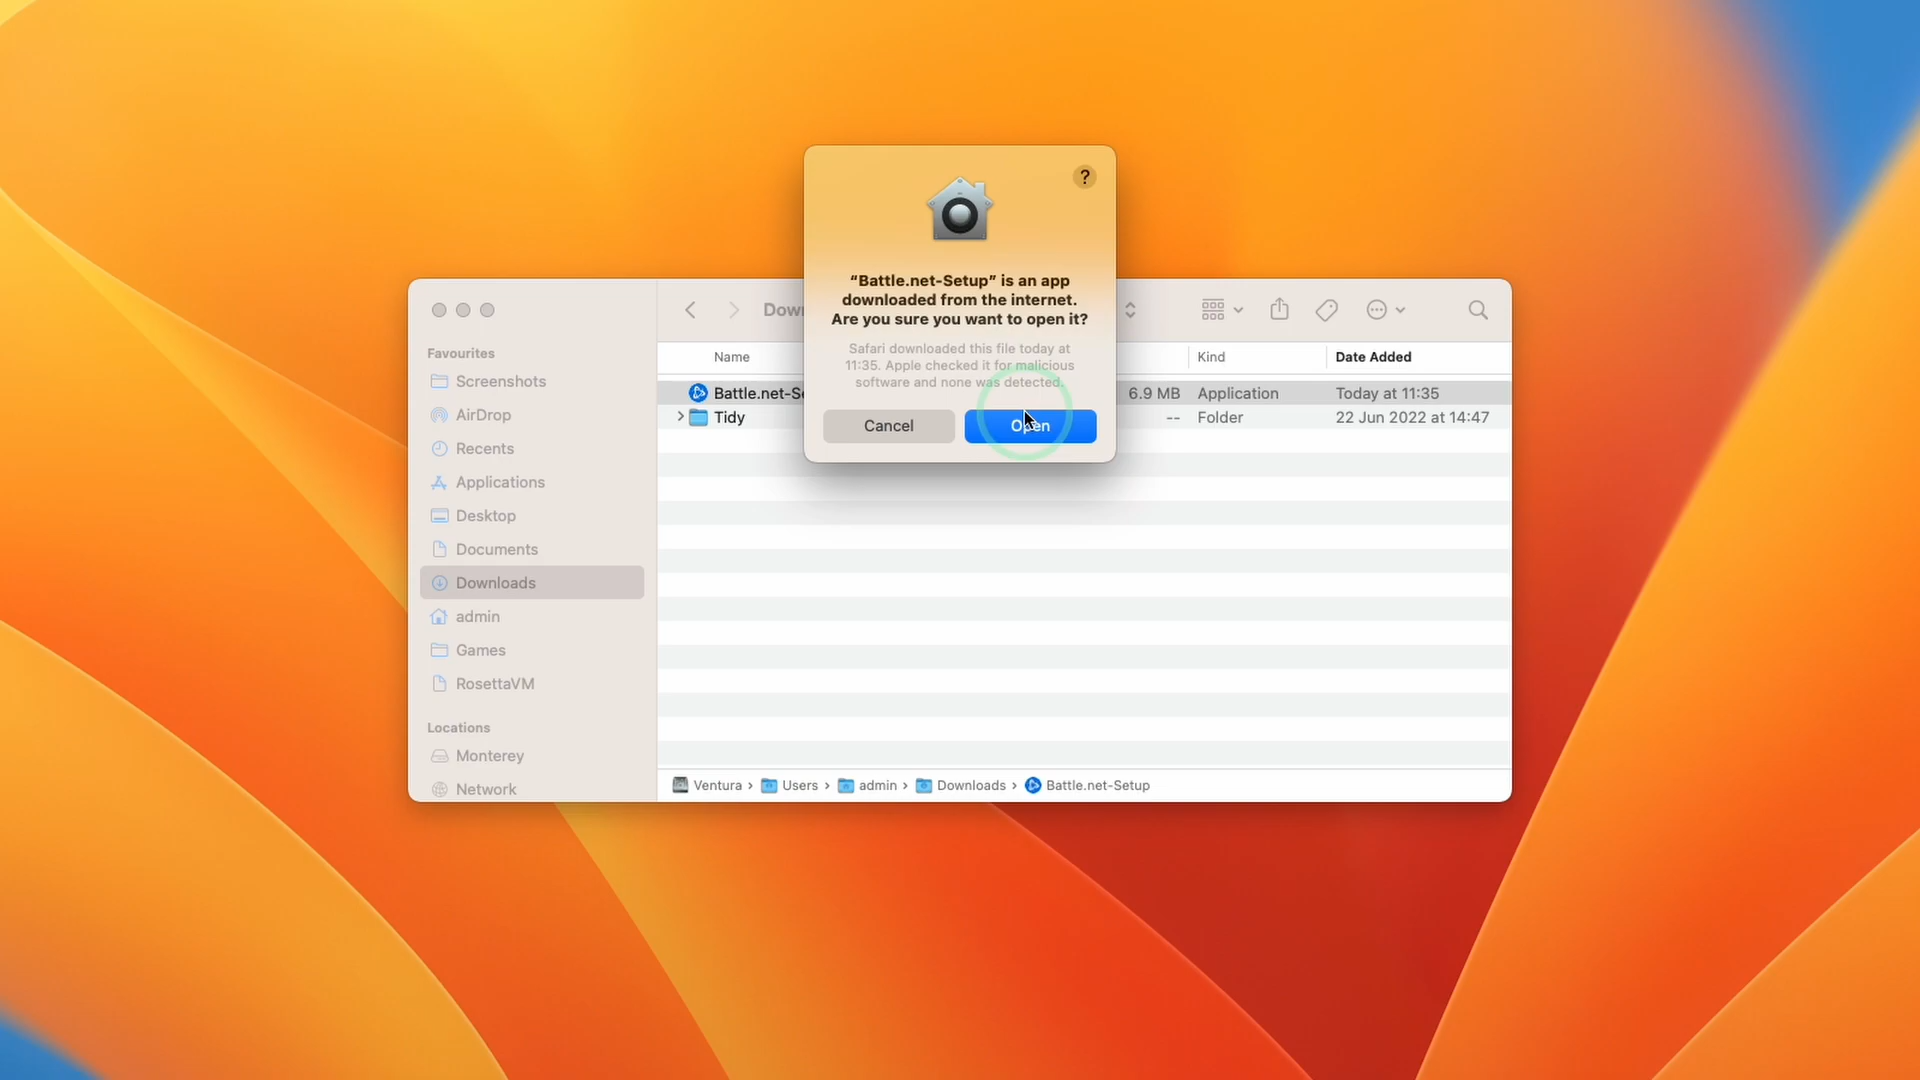 ?
“Battle.net-Setup” is an app
downloaded from the internet.
Are you sure you want to open it?
Safari downloaded this file today at
11:35. Apple checked it for malicious
software and none was detected.
Cancel
Open
Favourites
Screenshots
AirDrop
Recents
Applications
Desktop
Documents
Downloads
admin
Games
RosettaVM
Locations
Monterey
Network
Name Kind Date Added
6.9 MB Application Today at 11:35
Tidy -- Folder 22 Jun 2022 at 14:47
Ventura › Users › admin › Downloads › Battle.net-Setup